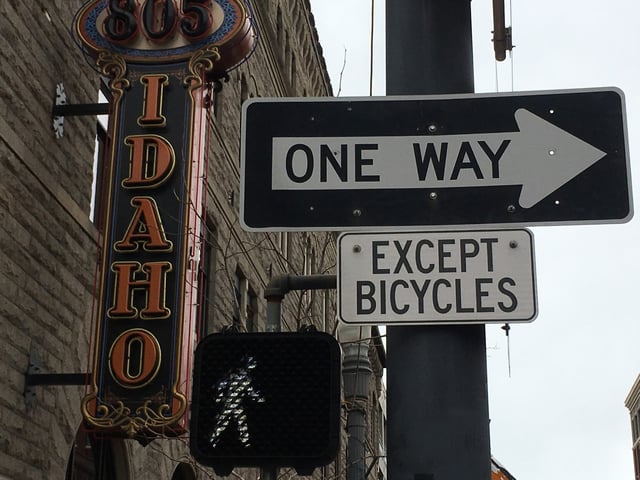 805
IDAHO
ONE WAY
EXCEPT
BICYCLES